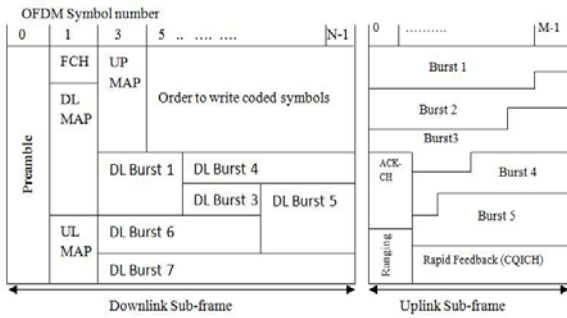 OFDM Symbol number
0 1 3 5 .. .... .... N-1
0 .......... M-1
Preamble
FCH
DL
MAP
UL
MAP
UP
MAP
Order to write coded symbols
DL Burst 1
DL Burst 4
DL Burst 3
DL Burst 5
DL Burst 6
DL Burst 7
Downlink Sub-frame
Burst 1
Burst 2
Burst3
ACK-
CH
Burst 4
Burst 5
Ranging
Rapid Feedback (CQICH)
Uplink Sub-frame